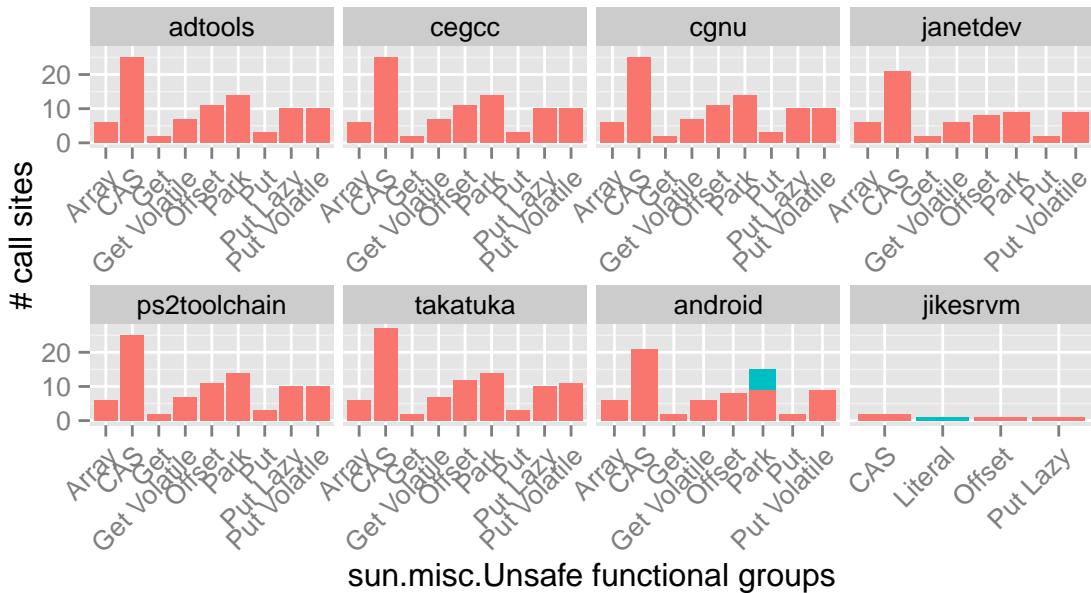 adtools
cegcc
cgnu
janetdev
20
10
0
Array
CAS
Get
Get Volatile
Offset
Park
Put
Put Lazy
Put Volatile
Array
CAS
Get
Get Volatile
Offset
Park
Put
Put Lazy
Put Volatile
Array
CAS
Get
Get Volatile
Offset
Park
Put
Put Lazy
Put Volatile
Array
CAS
Get
Get Volatile
Offset
Park
Put
Put Volatile
# call sites
ps2toolchain
takatuka
android
jikesrvm
20
10
0
Array
CAS
Get
Get Volatile
Offset
Park
Put
Put Lazy
Put Volatile
Array
CAS
Get
Get Volatile
Offset
Park
Put
Put Lazy
Put Volatile
Array
CAS
Get
Get Volatile
Offset
Park
Put
Put Volatile
CAS
Literal
Offset
Put Lazy
sun.misc.Unsafe functional groups